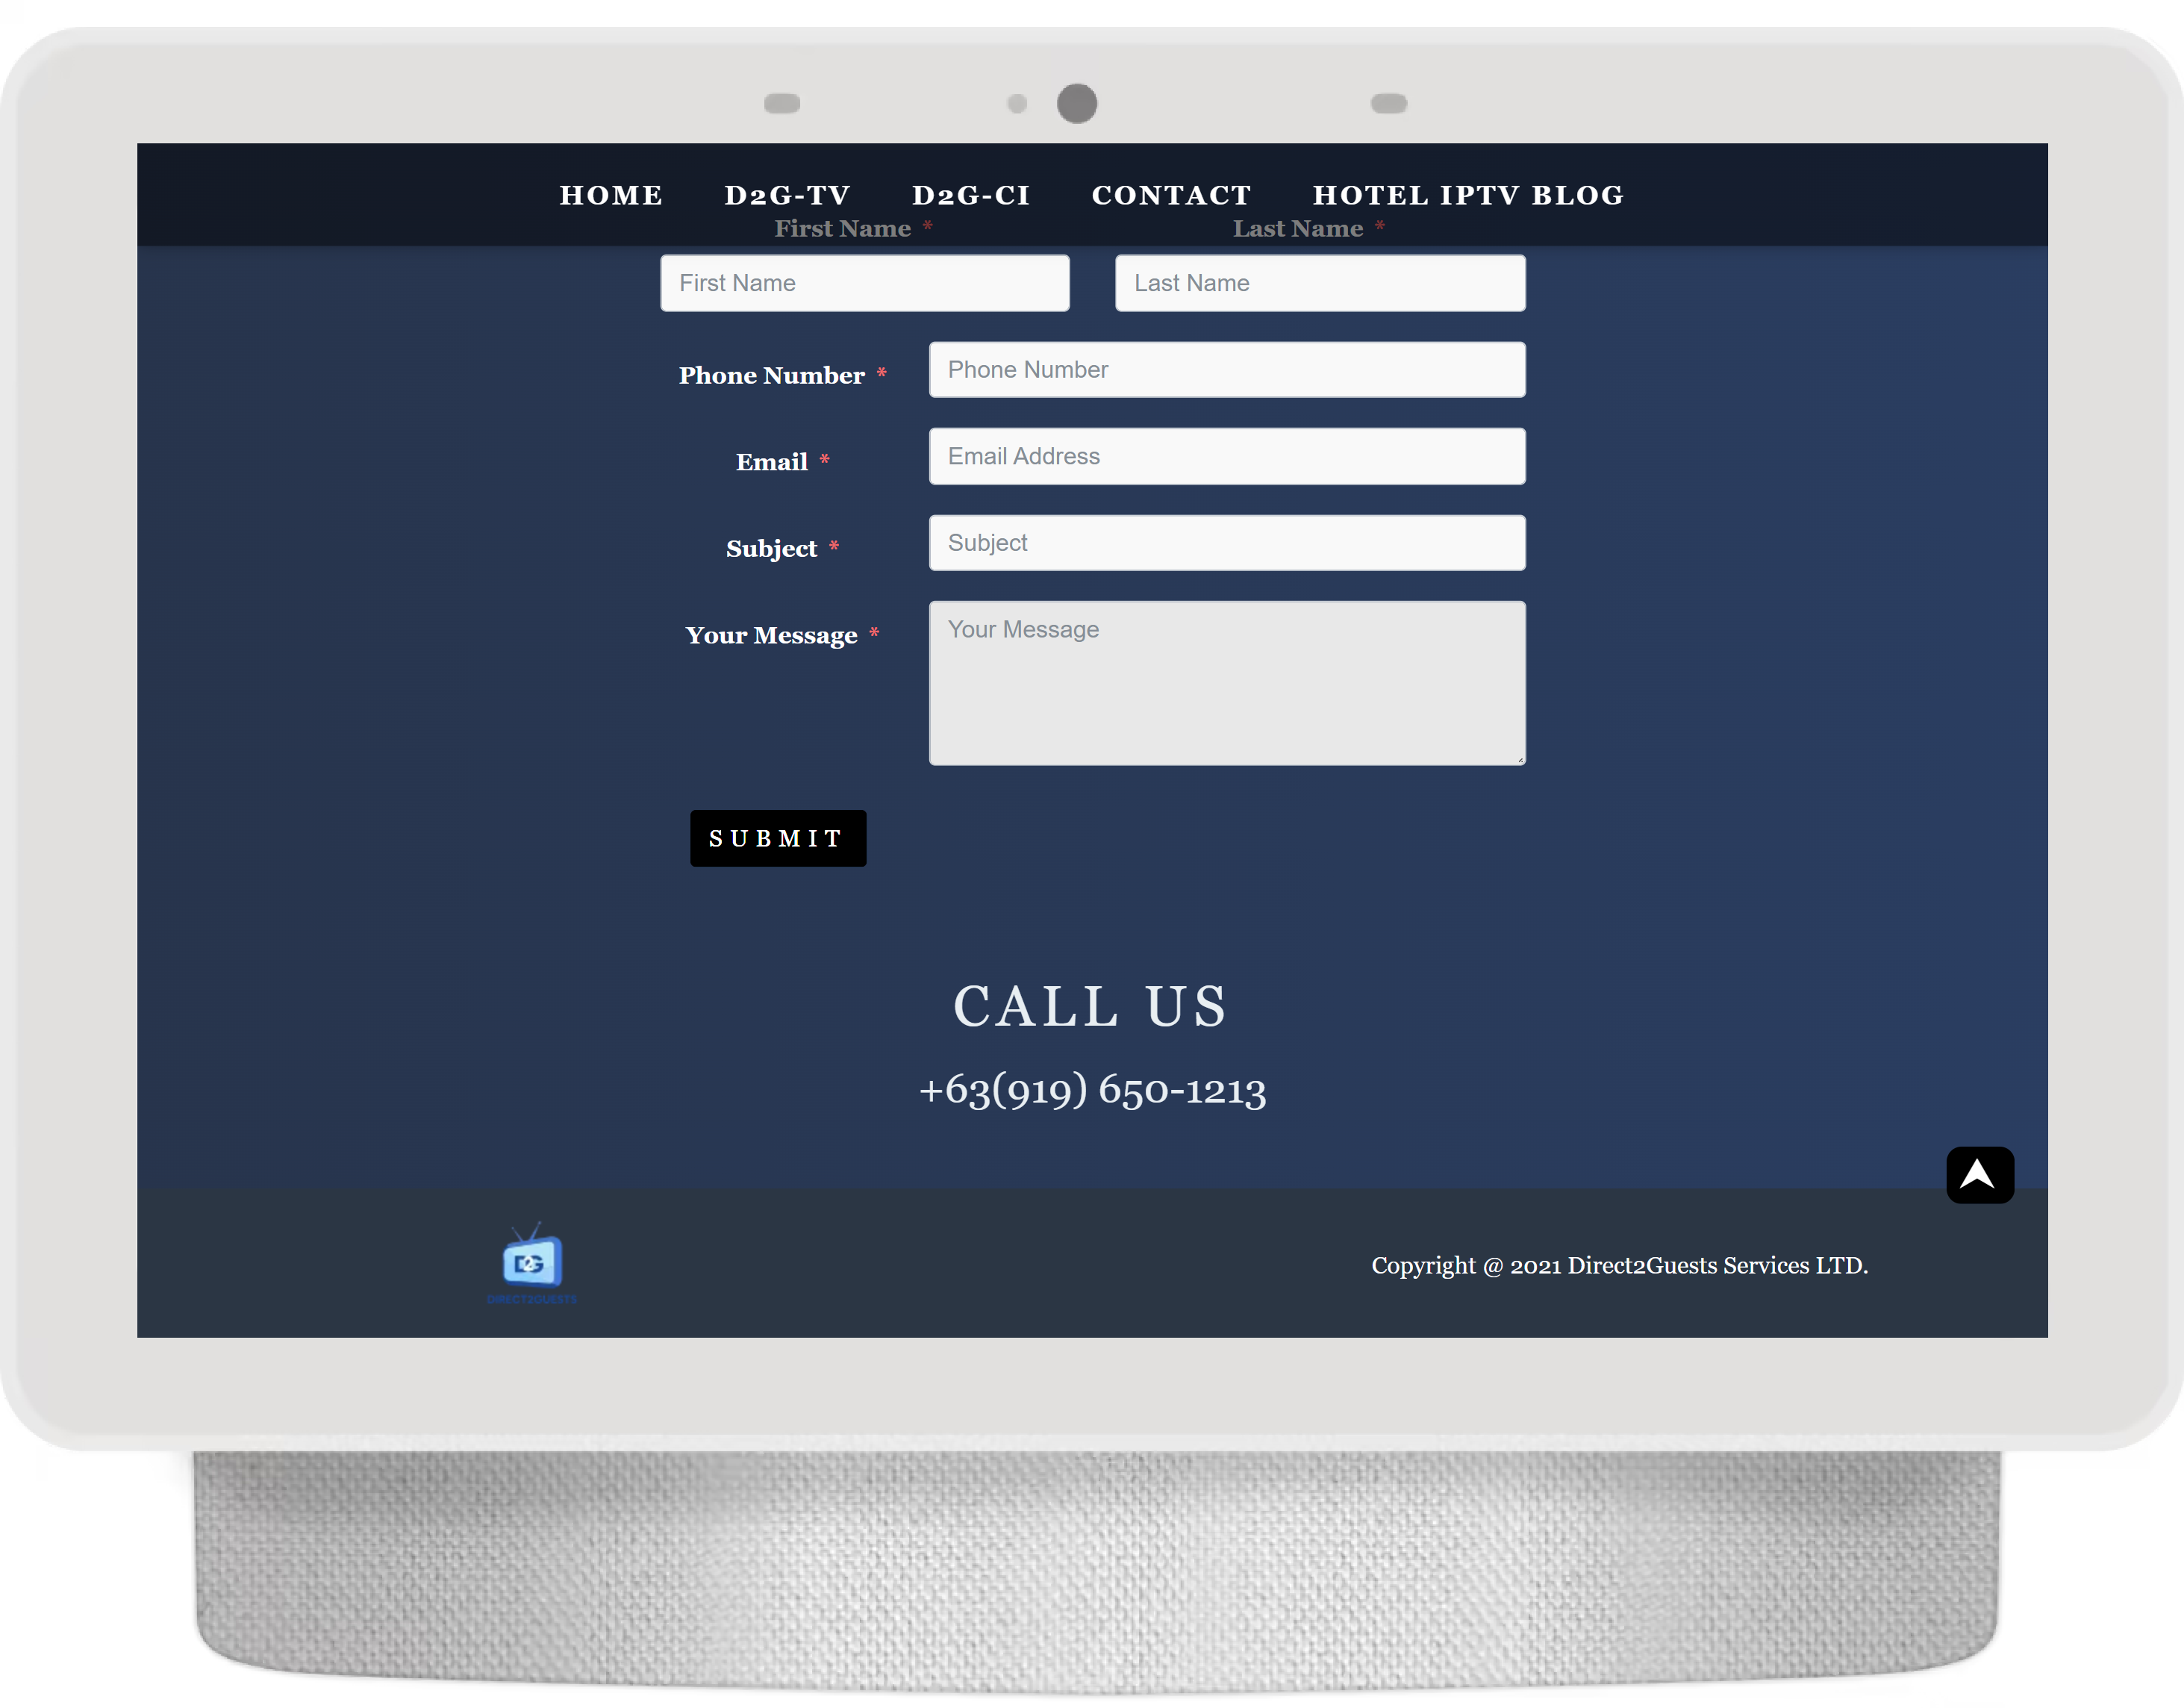 HOME D2G-TV D2G-CI CONTACT HOTEL IPTV BLOG
First Name * Last Name *
First Name Last Name
Phone Number * Phone Number
Email * Email Address
Subject * Subject
Your Message * Your Message
SUBMIT
CALL US
+63(919) 650-1213
D2G
DIRECT2GUESTS
Copyright @ 2021 Direct2Guests Services LTD.